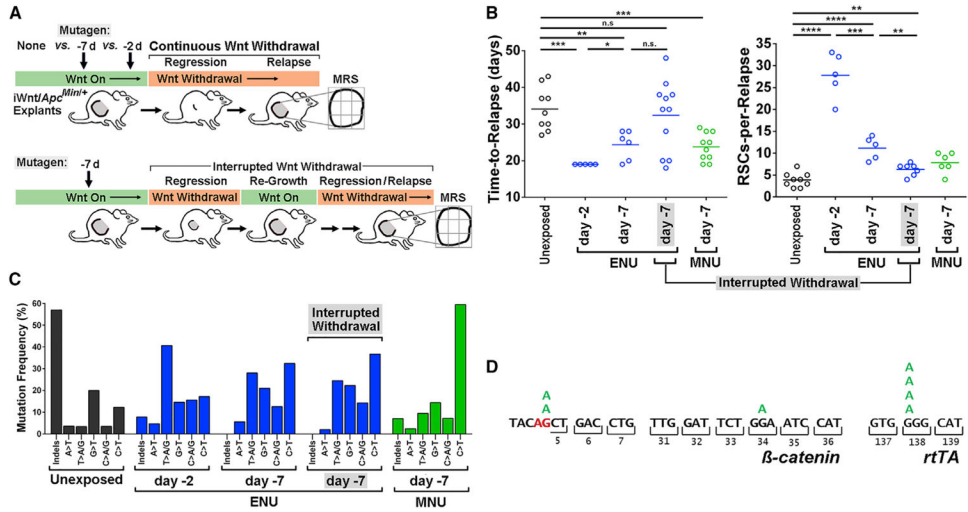 A
Mutagen:
None vs. -7 d vs. -2 d
Continuous Wnt Withdrawal
Regression Relapse
Wnt On Wnt Withdrawal
MRS
iWnt/ApcMin/+
Explants
Mutagen:
-7 d
Interrupted Wnt Withdrawal
Regression Re-Growth Regression/Relapse
Wnt On Wnt Withdrawal Wnt On Wnt Withdrawal
MRS
B
***
n.s
**
*** * n.s.
Time-to-Relapse (days)
50
40
30
20
10
Unexposed
day -2
day -7
day -7
day -7
ENU MNU
**
****
**** *** **
RSCs-per-Relapse
35
30
25
20
15
10
5
0
Unexposed
day -2
day -7
day -7
day -7
ENU MNU
Interrupted Withdrawal
C
Mutation Frequency (%)
60
50
40
30
20
10
0
Interrupted
Withdrawal
Indels A>T T>A/G G>T C>A/G C>T
Indels A>T T>A/G G>T C>A/G C>T
Indels A>T T>A/G G>T C>A/G C>T
Indels A>T T>A/G G>T C>A/G C>T
Indels A>T T>A/G G>T C>A/G C>T
Unexposed day -2 day -7 day -7 day -7
ENU MNU
D
A
A
A
A
A
A
A
TACAGCT GAC CTG TTG GAT TCT GGA ATC CAT GTG GGG CAT
5 6 7 31 32 33 34 35 36 137 138 139
ß-catenin rtTA